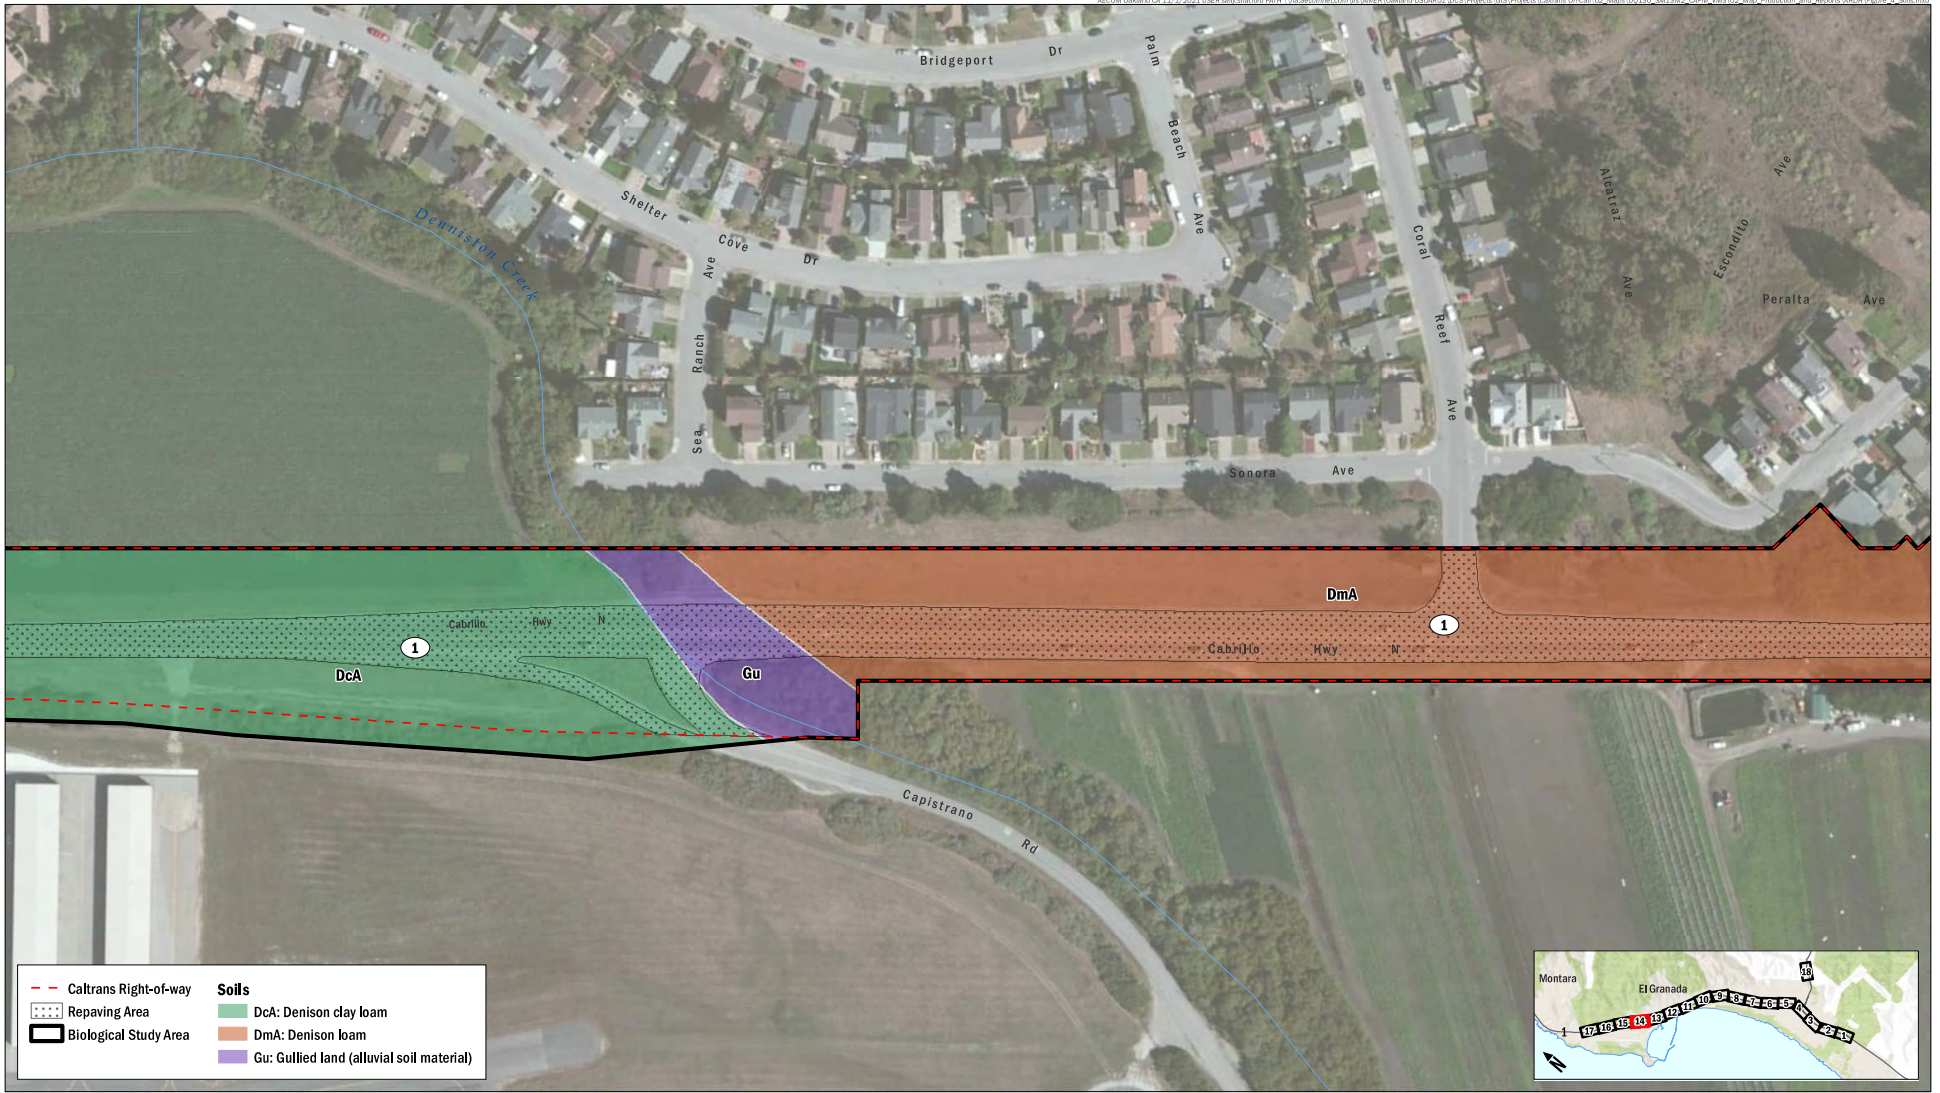 Bridgeport Dr
Palm Beach Ave
Shelter Cove Dr
Denniston Creek
Sea Ranch Ave
Coral Reef Ave
Alcatraz Ave
Escondito Ave
Peralta Ave
Sonora Ave
DmA
Cabrillo Hwy N
1
1
DcA
Gu
Cabrillo Hwy N
Capistrano Rd
Caltrans Right-of-way
Repaving Area
Biological Study Area
Soils
DcA: Denison clay loam
DmA: Denison loam
Gu: Gullied land (alluvial soil material)
Montara
El Granada
18
17 16 15 14 13 12 11 10 9 8 7 6 5 4 3 2 1
1
N